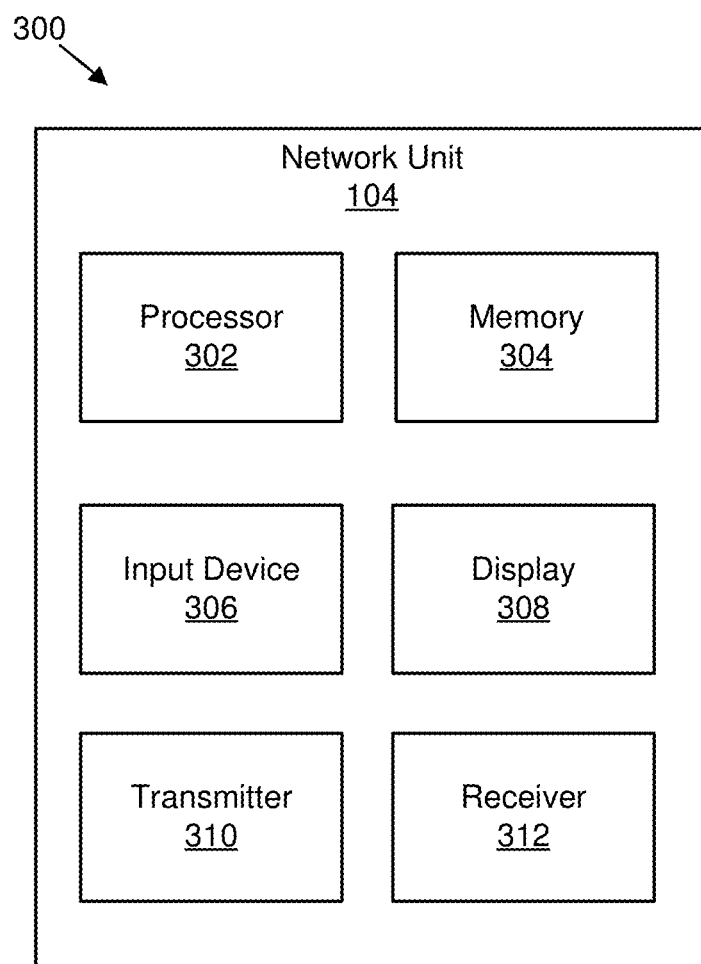 300
Network Unit
104
Processor
302
Memory
304
Input Device
306
Display
308
Transmitter
310
Receiver
312